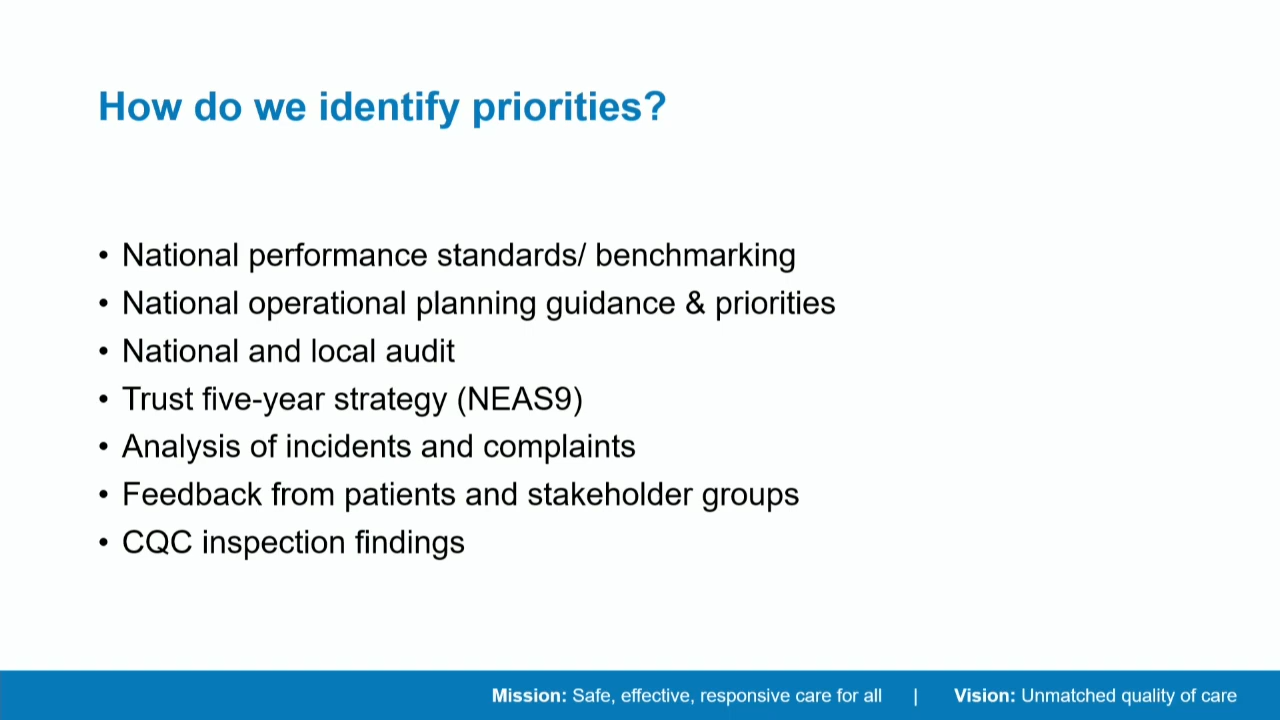 How do we identify priorities?
• National performance standards/ benchmarking
• National operational planning guidance & priorities
• National and local audit
• Trust five-year strategy (NEAS9)
• Analysis of incidents and complaints
• Feedback from patients and stakeholder groups
• CQC inspection findings
Mission: Safe, effective, responsive care for all | Vision: Unmatched quality of care